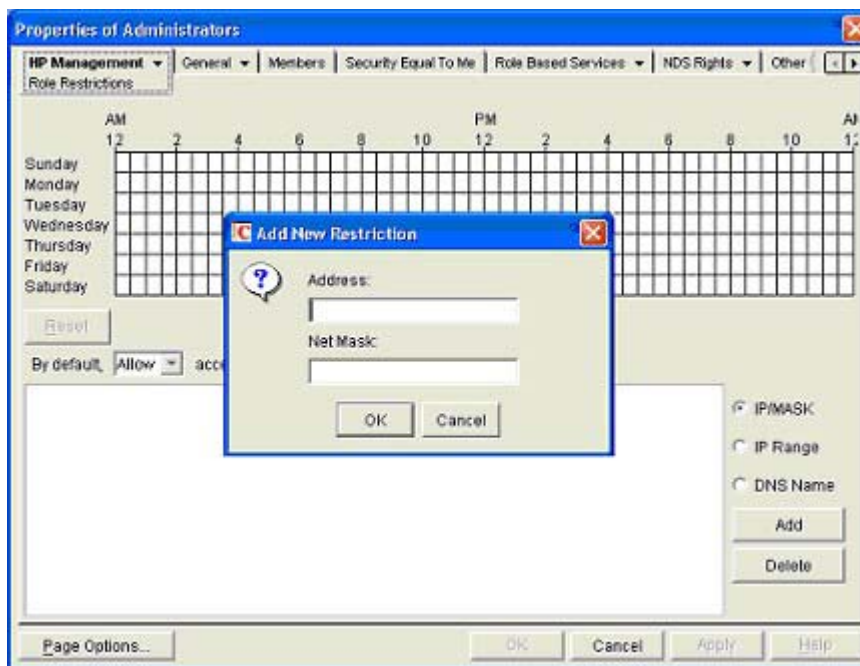 Properties of Administrators
HP Management General Members Security Equal To Me Role Based Services NDS Rights Other
Role Restrictions
AM PM
12 2 4 6 8 10 12 2 4 6 8 10
Sunday
Monday
Tuesday
Wednesday
Thursday
Friday
Saturday
Reset
By default, Allow
Add New Restriction
?
Address:
Net Mask:
OK Cancel
IP/MASK
IP Range
DNS Name
Add
Delete
Page Options... OK Cancel Apply Help